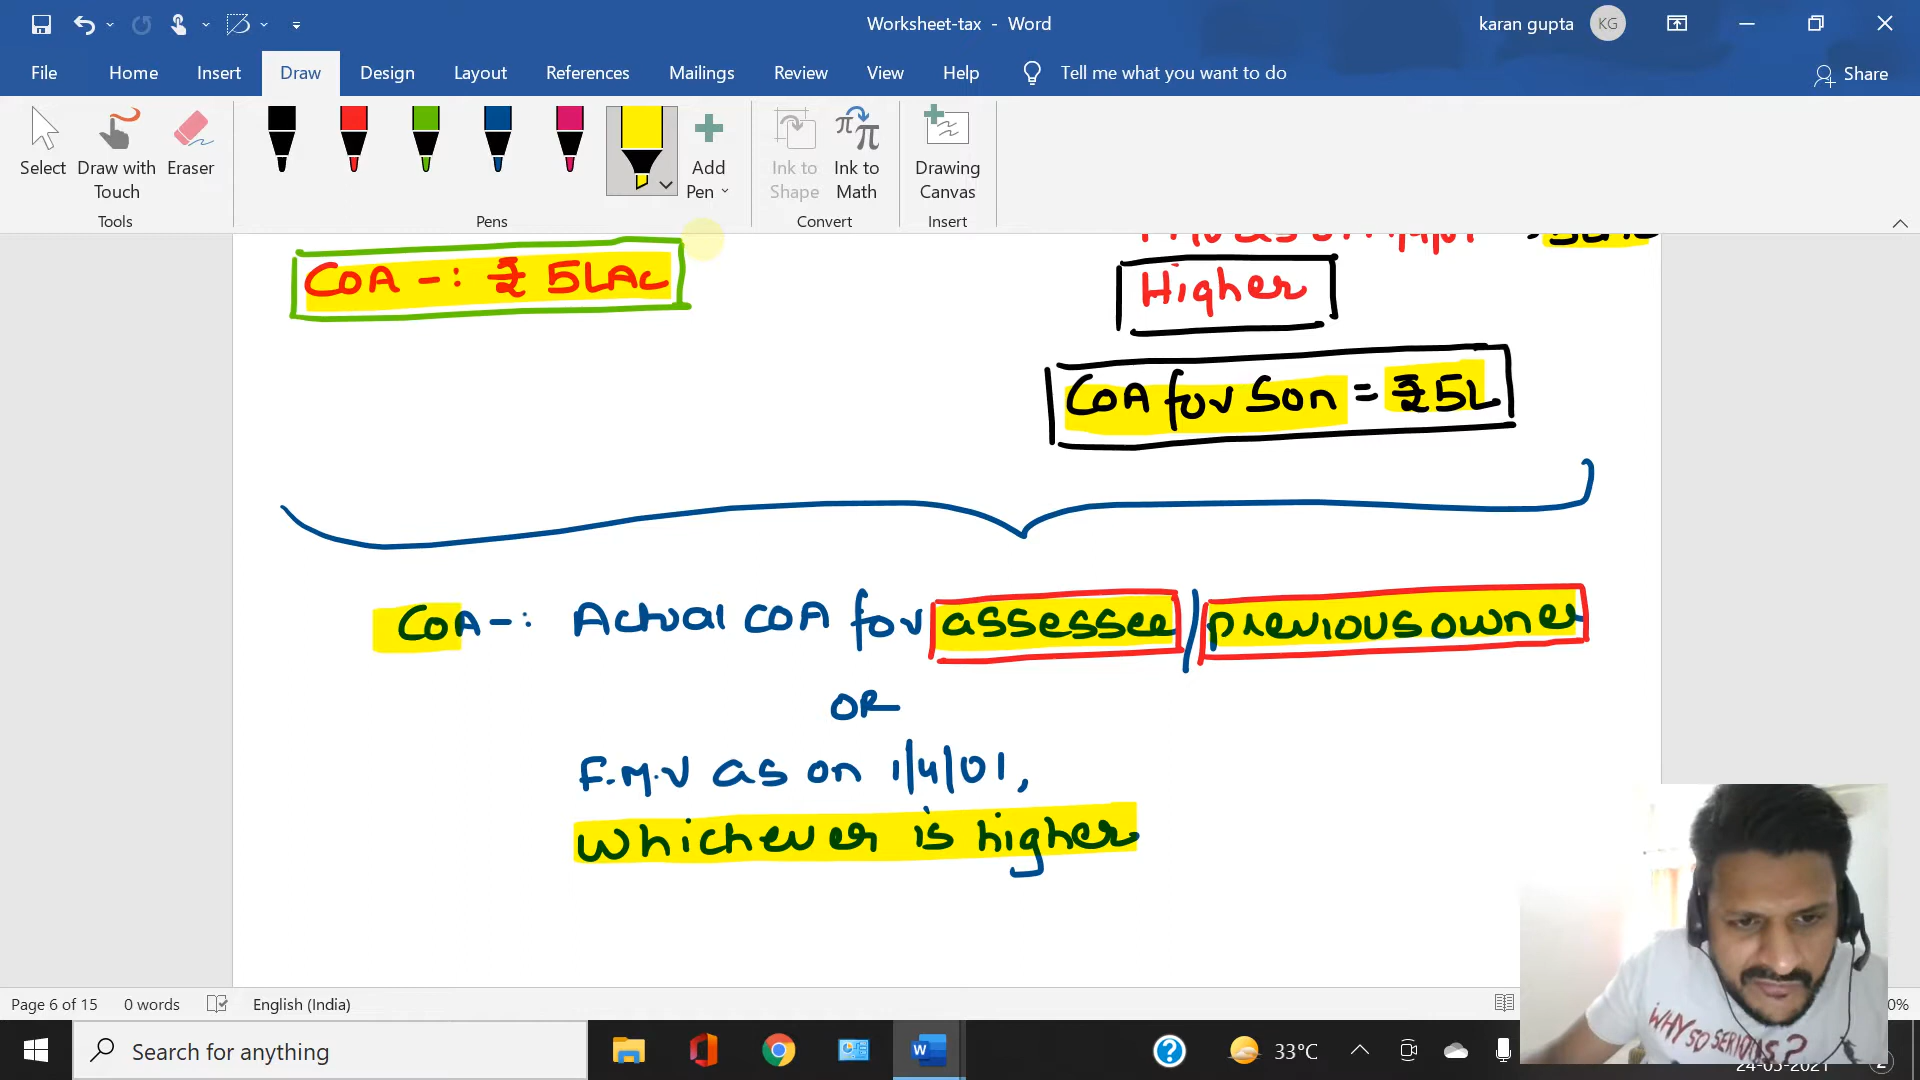 Worksheet-tax - Word
karan gupta KG
File Home Insert Draw Design Layout References Mailings Review View Help Tell me what you want to do Share
Select Draw with Touch Eraser Add Pen Ink to Shape Ink to Math Drawing Canvas
Tools Pens Convert Insert
COA -: ₹ 5LAC
Higher
COA for Son = ₹5L
COA -: Actual COA for assessee / previous owner
OR
F.M.V as on 1/4/01,
Whichever is higher
WHY SO SERIOUS?
Page 6 of 15 0 words English (India)
Search for anything 33°C